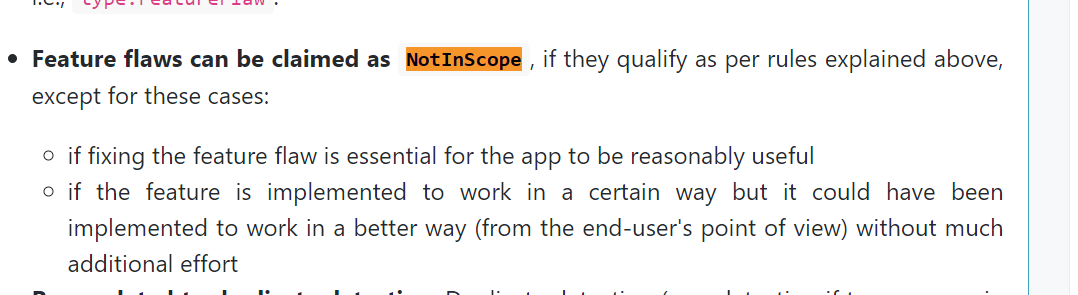 i.e., type.FeatureFlaw .
• Feature flaws can be claimed as NotInScope , if they qualify as per rules explained above,
except for these cases:
○ if fixing the feature flaw is essential for the app to be reasonably useful
○ if the feature is implemented to work in a certain way but it could have been
implemented to work in a better way (from the end-user's point of view) without much
additional effort